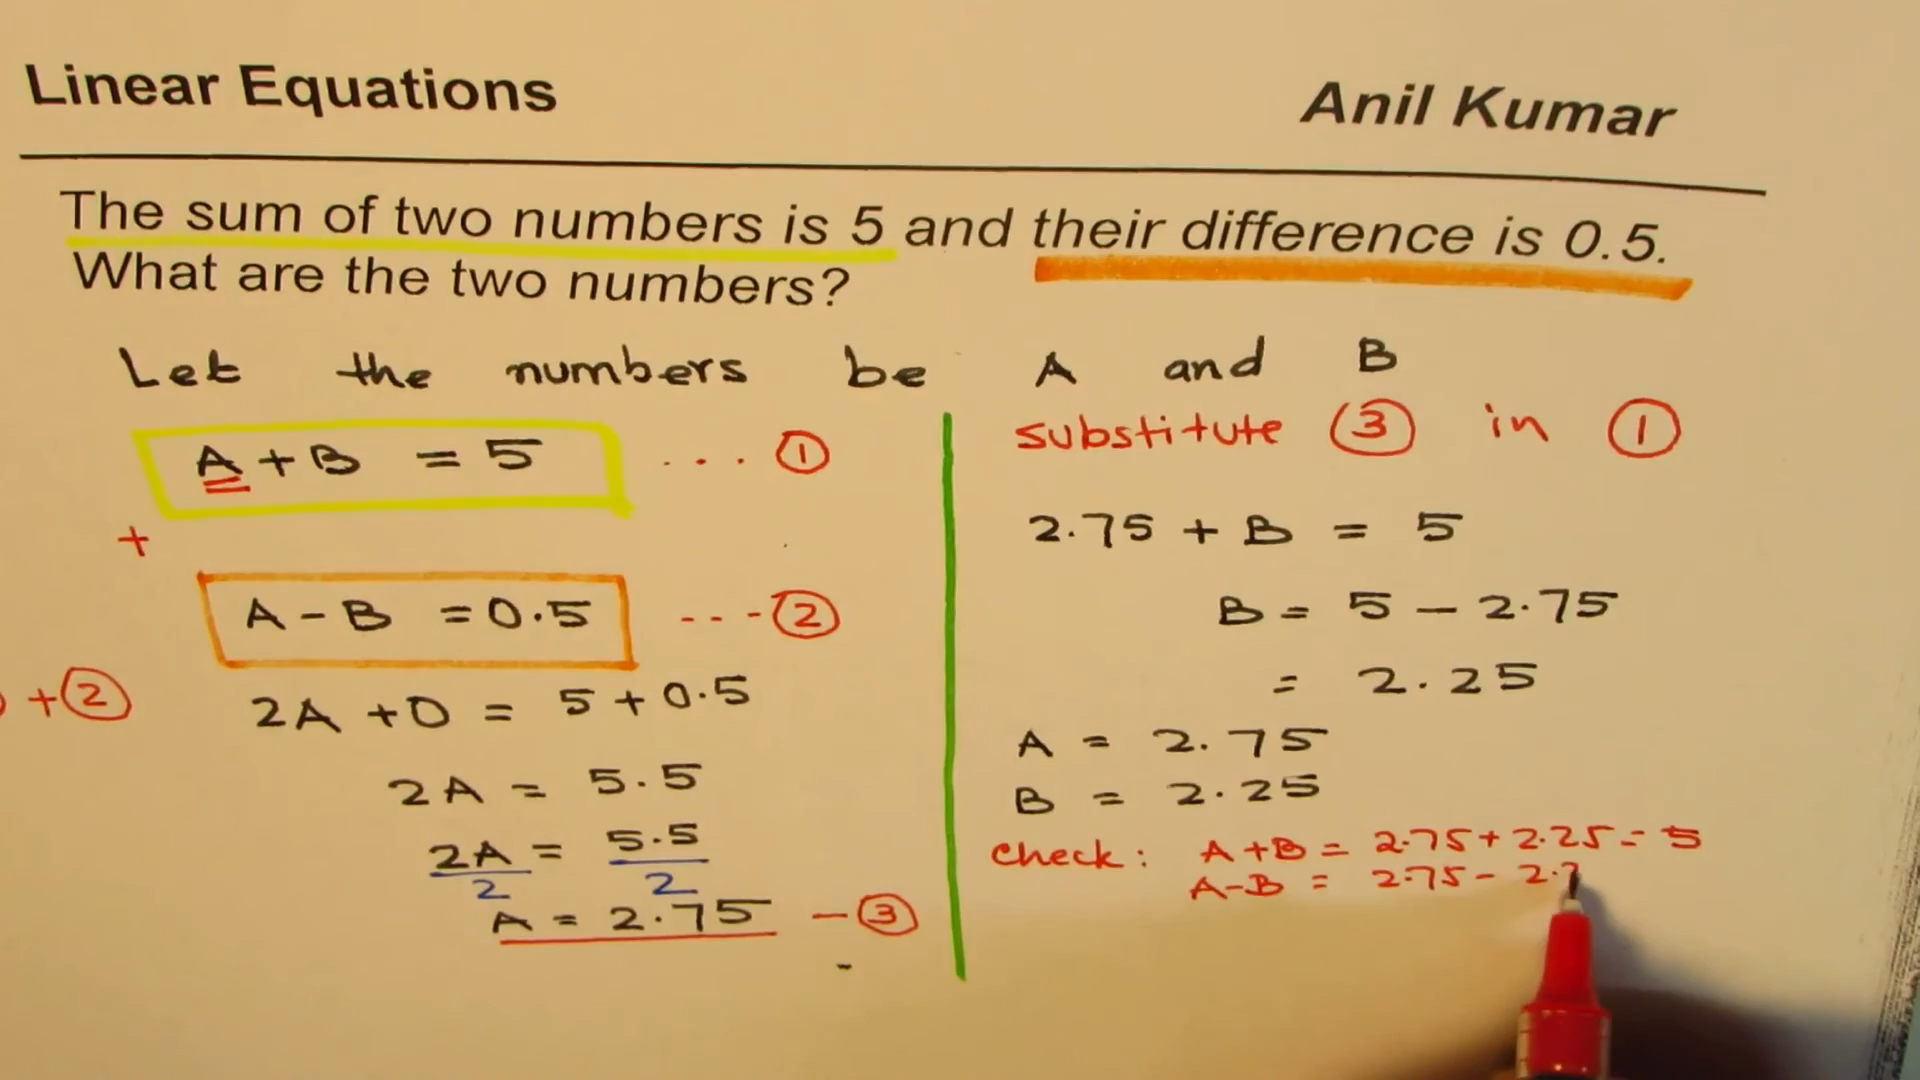 Linear Equations
Anil Kumar
The sum of two numbers is 5 and their difference is 0.5.
What are the two numbers?
Let the numbers be A and B
A + B = 5 ... ①
+
A - B = 0.5 --- ②
+ ②
2A + 0 = 5 + 0.5
2A = 5.5
2A = 5.5
2 2
A = 2.75 - ③
substitute ③ in ①
2.75 + B = 5
B = 5 - 2.75
= 2.25
A = 2.75
B = 2.25
Check: A+B = 2.75 + 2.25 = 5
A-B = 2.75 - 2.